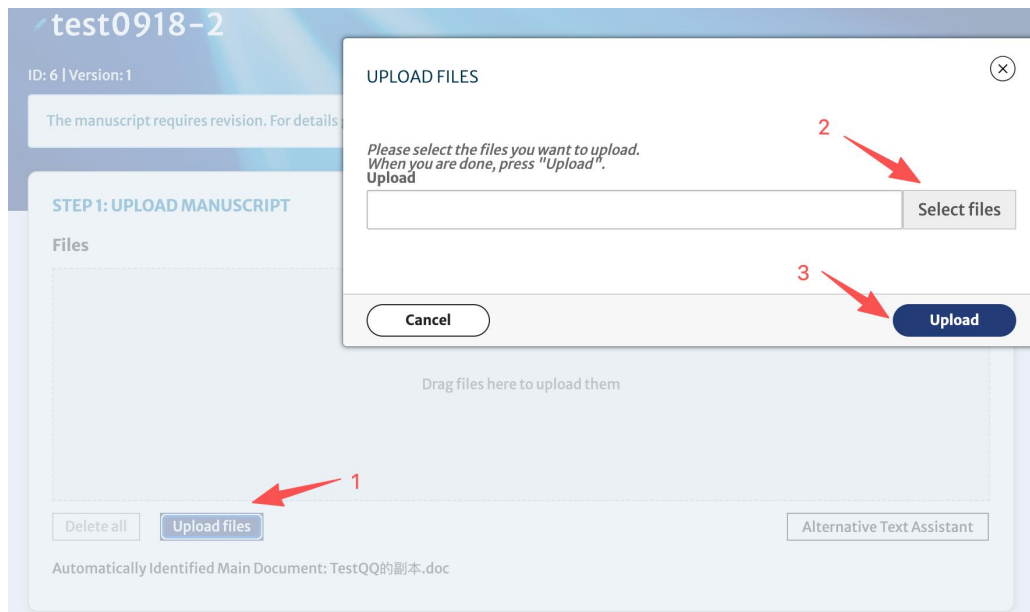 test0918-2
ID: 6 | Version: 1
The manuscript requires revision. For details
STEP 1: UPLOAD MANUSCRIPT
Files
UPLOAD FILES
Please select the files you want to upload.
When you are done, press "Upload".
Upload
2
Select files
3
Cancel
Upload
Drag files here to upload them
1
Delete all
Upload files
Alternative Text Assistant
Automatically Identified Main Document: TestQQ的副本.doc